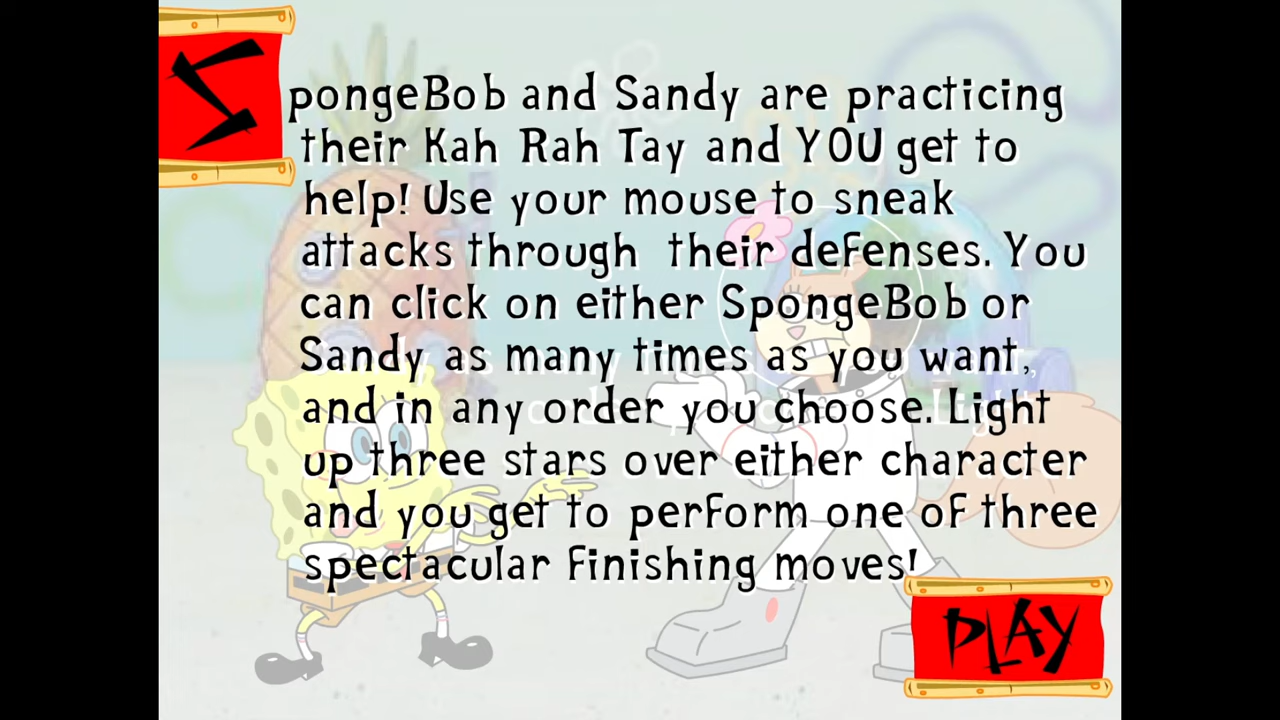 SpongeBob and Sandy are practicing
their Kah Rah Tay and YOU get to
help! Use your mouse to sneak
attacks through their defenses. You
can click on either SpongeBob or
Sandy as many times as you want,
and in any order you choose. Light
up three stars over either character
and you get to perform one of three
spectacular finishing moves!
PLAY